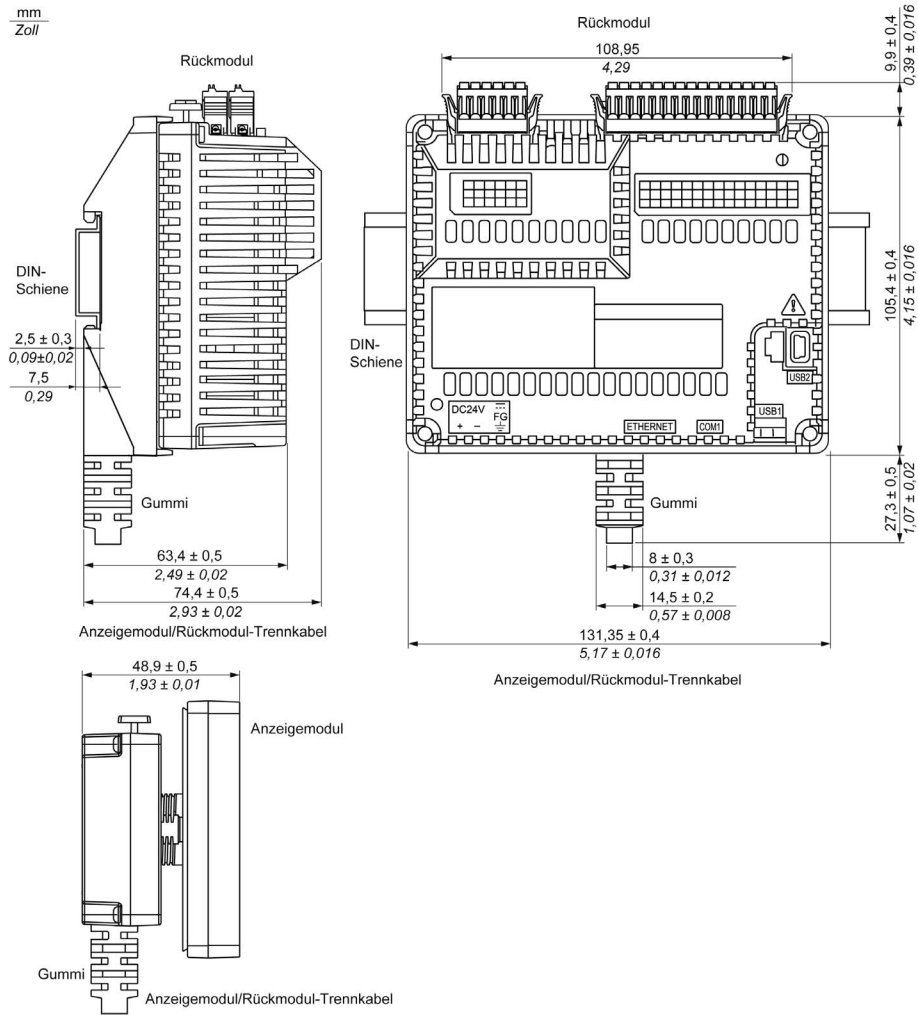 mm
Zoll
Rückmodul
DIN-
Schiene
2,5 ± 0,3
0,09±0,02
7,5
0,29
Gummi
63,4 ± 0,5
2,49 ± 0,02
74,4 ± 0,5
2,93 ± 0,02
Anzeigemodul/Rückmodul-Trennkabel
Rückmodul
108,95
4,29
9,9 ± 0,4
0,39 ± 0,016
105,4 ± 0,4
4,15 ± 0,016
DIN-
Schiene
USB2
USB1
DC24V
FG
+ −
ETHERNET
COM1
Gummi
27,3 ± 0,5
1,07 ± 0,02
8 ± 0,3
0,31 ± 0,012
14,5 ± 0,2
0,57 ± 0,008
131,35 ± 0,4
5,17 ± 0,016
Anzeigemodul/Rückmodul-Trennkabel
48,9 ± 0,5
1,93 ± 0,01
Anzeigemodul
Gummi
Anzeigemodul/Rückmodul-Trennkabel